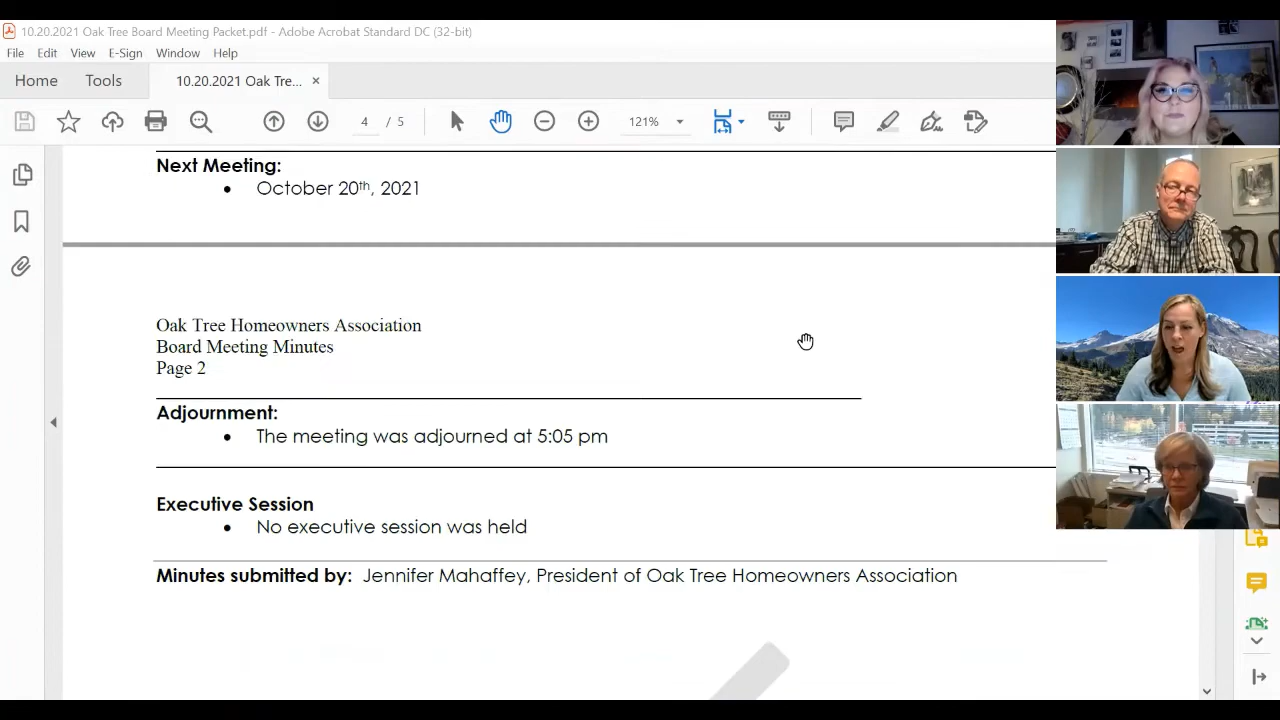 10.20.2021 Oak Tree Board Meeting Packet.pdf - Adobe Acrobat Standard DC (32-bit)
File Edit View E-Sign Window Help
Home Tools 10.20.2021 Oak Tre... ×
4 / 5 121%
Next Meeting:
• October 20th, 2021
Oak Tree Homeowners Association
Board Meeting Minutes
Page 2
Adjournment:
• The meeting was adjourned at 5:05 pm
Executive Session
• No executive session was held
Minutes submitted by: Jennifer Mahaffey, President of Oak Tree Homeowners Association